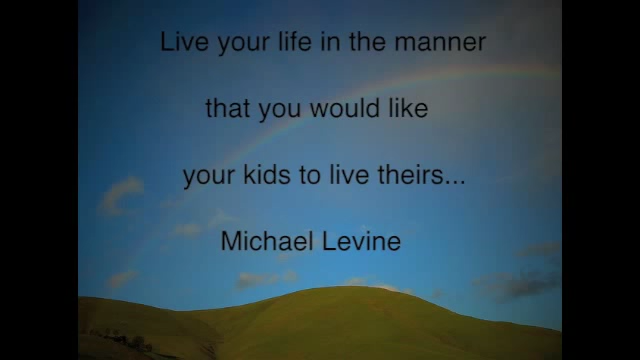 Live your life in the manner
that you would like
your kids to live theirs...
Michael Levine